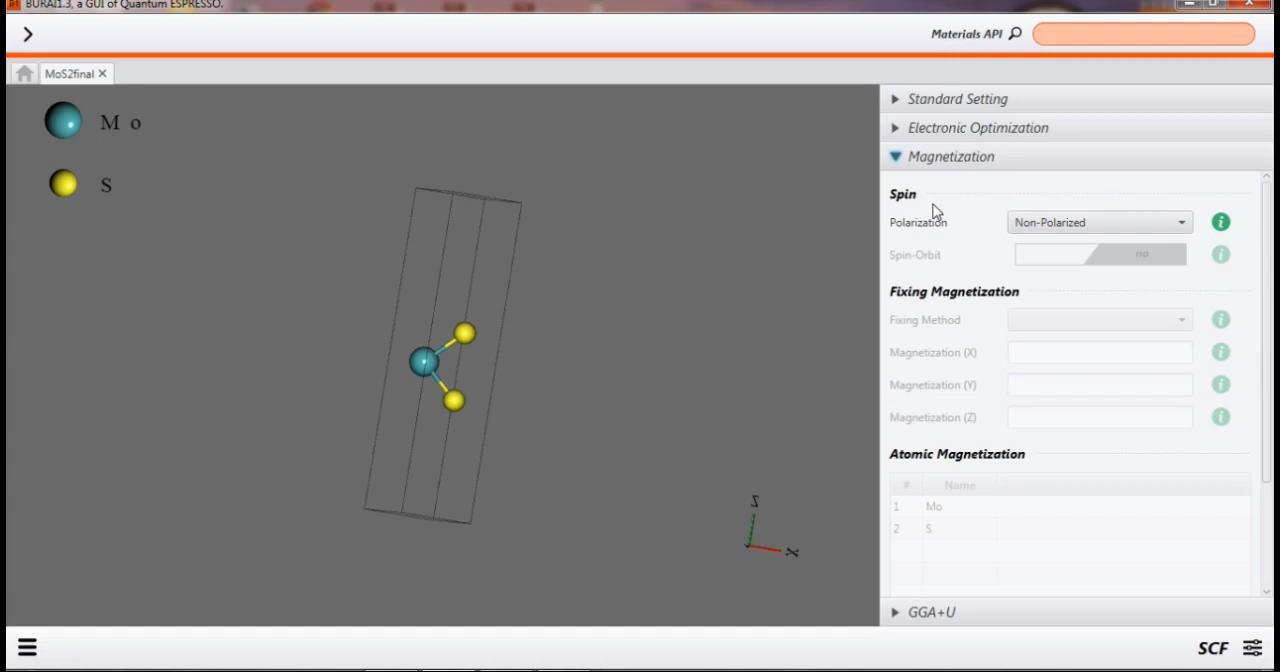 BURAI1.3, a GUI of Quantum ESPRESSO.
Materials API
MoS2final
Mo
S
Standard Setting
Electronic Optimization
Magnetization
Spin
Polarization Non-Polarized
Spin-Orbit no
Fixing Magnetization
Fixing Method
Magnetization (X)
Magnetization (Y)
Magnetization (Z)
Atomic Magnetization
# Name
1 Mo
2 S
Z
X
GGA+U
SCF